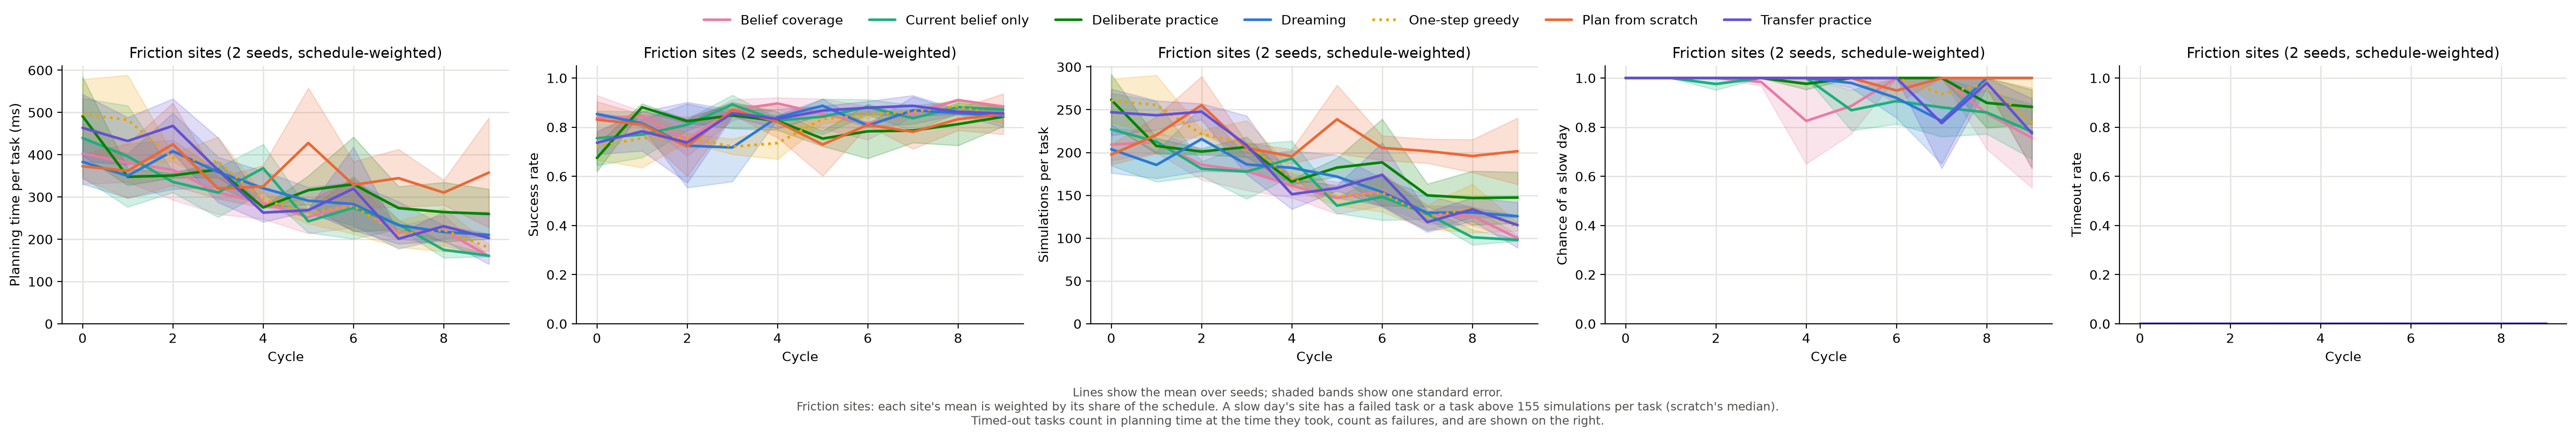 Belief coverage Current belief only Deliberate practice Dreaming One-step greedy Plan from scratch Transfer practice
Friction sites (2 seeds, schedule-weighted)
Planning time per task (ms)
600
500
400
300
200
100
0
0 2 4 6 8
Cycle
Friction sites (2 seeds, schedule-weighted)
Success rate
1.0
0.8
0.6
0.4
0.2
0.0
0 2 4 6 8
Cycle
Friction sites (2 seeds, schedule-weighted)
Simulations per task
300
250
200
150
100
50
0
0 2 4 6 8
Cycle
Friction sites (2 seeds, schedule-weighted)
Chance of a slow day
1.0
0.8
0.6
0.4
0.2
0.0
0 2 4 6 8
Cycle
Friction sites (2 seeds, schedule-weighted)
Timeout rate
1.0
0.8
0.6
0.4
0.2
0.0
0 2 4 6 8
Cycle
Lines show the mean over seeds; shaded bands show one standard error.
Friction sites: each site's mean is weighted by its share of the schedule. A slow day's site has a failed task or a task above 155 simulations per task (scratch's median).
Timed-out tasks count in planning time at the time they took, count as failures, and are shown on the right.